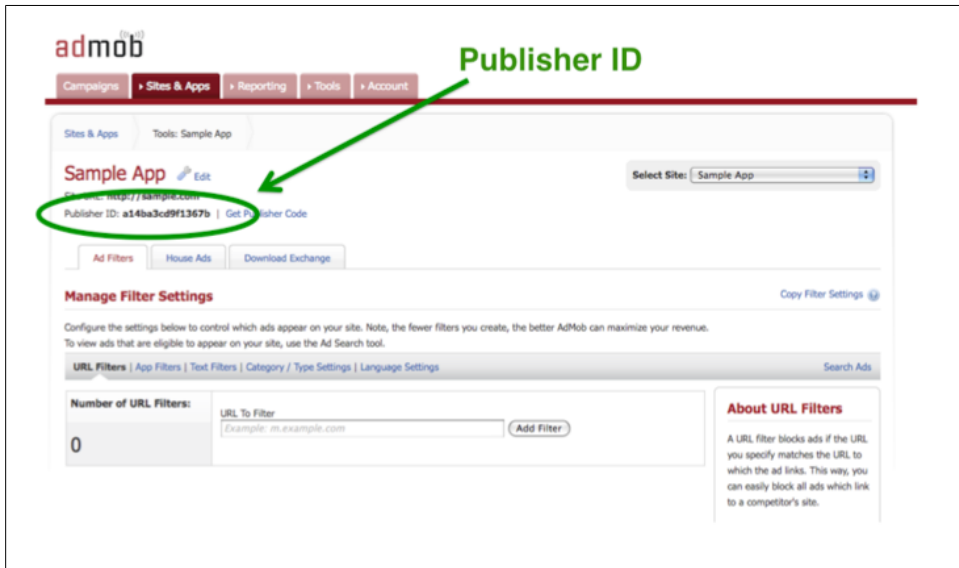 admob
Publisher ID
Campaigns Sites & Apps Reporting Tools Account
Sites & Apps Tools: Sample App
Sample App Edit
Select Site: Sample App
Site URL: http://sample.com
Publisher ID: a14ba3cd9f1367b | Get Publisher Code
Ad Filters House Ads Download Exchange
Manage Filter Settings
Copy Filter Settings
Configure the settings below to control which ads appear on your site. Note, the fewer filters you create, the better AdMob can maximize your revenue.
To view ads that are eligible to appear on your site, use the Ad Search tool.
URL Filters | App Filters | Text Filters | Category / Type Settings | Language Settings
Search Ads
Number of URL Filters:
0
URL To Filter
Example: m.example.com
Add Filter
About URL Filters
A URL filter blocks ads if the URL
you specify matches the URL to
which the ad links. This way, you
can easily block all ads which link
to a competitor's site.